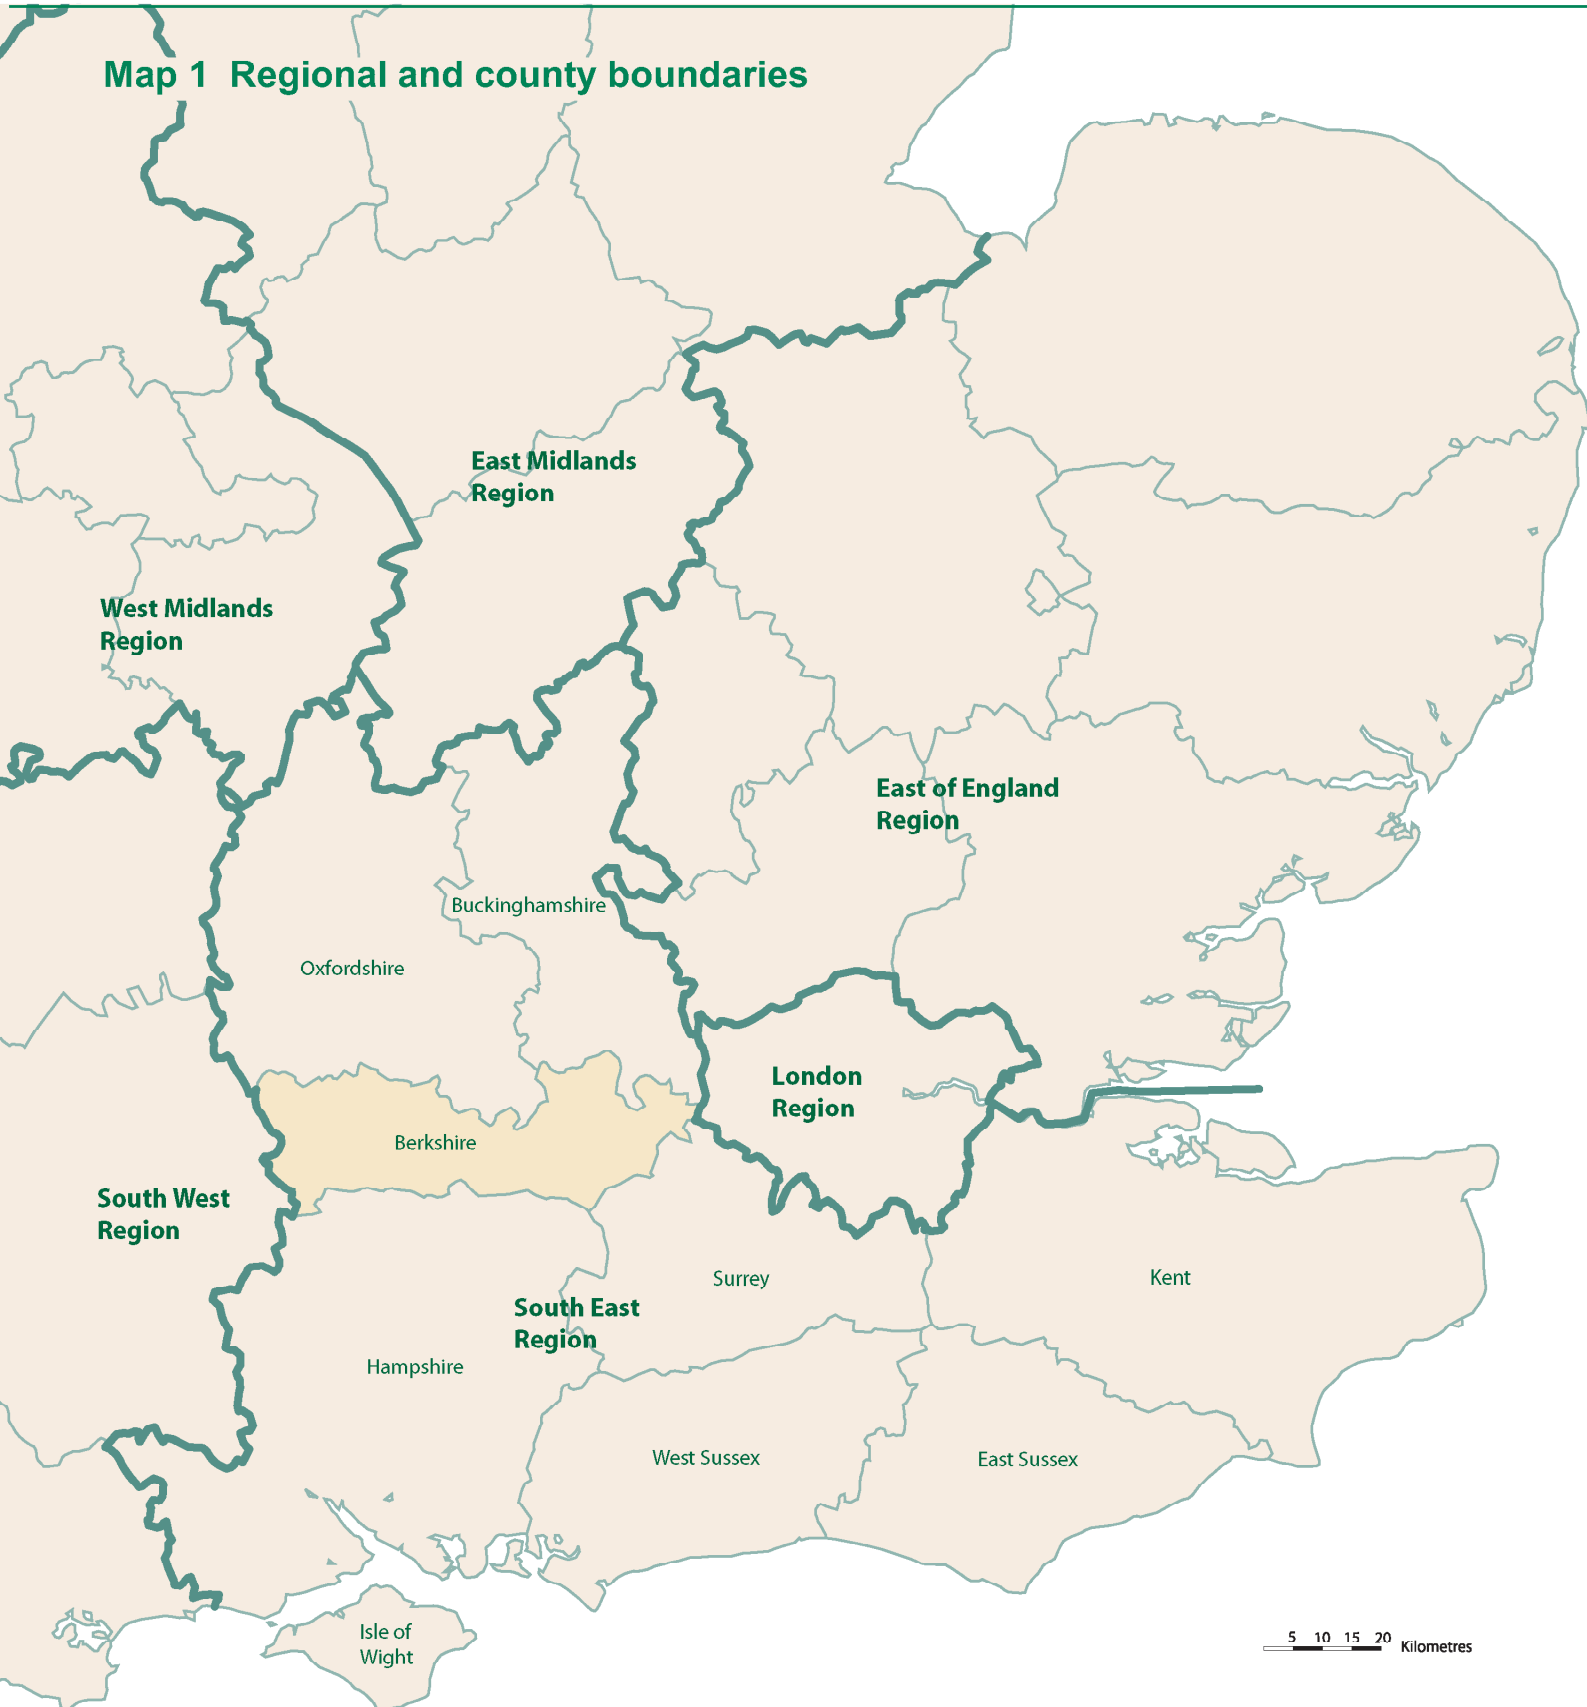 Map 1 Regional and county boundaries
East Midlands
Region
West Midlands
Region
East of England
Region
Buckinghamshire
Oxfordshire
London
Region
Berkshire
South West
Region
Surrey
Kent
South East
Region
Hampshire
West Sussex
East Sussex
Isle of
Wight
5 10 15 20 Kilometres